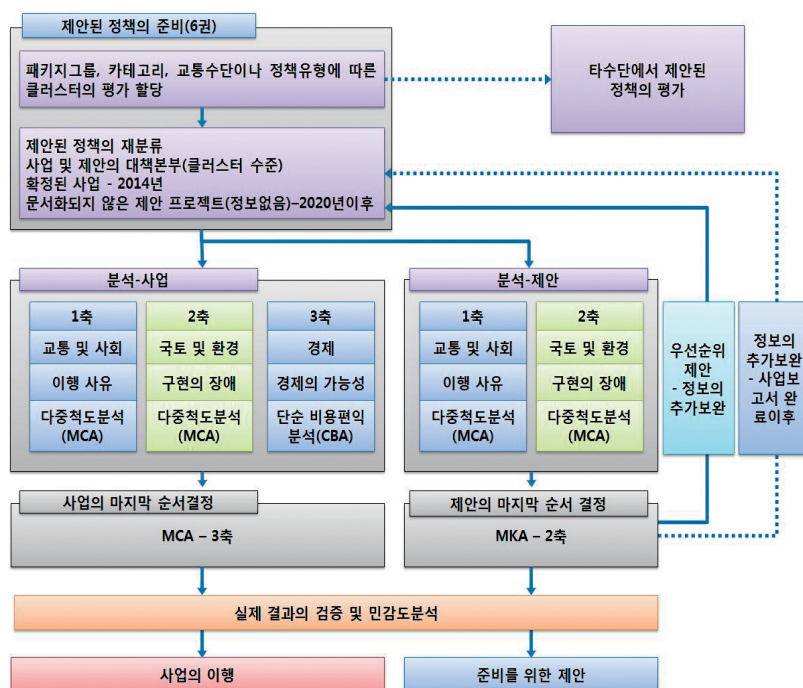 제안된 정책의 준비(6권)
패키지그룹, 카테고리, 교통수단이나 정책유형에 따른
클러스터의 평가 할당
타수단에서 제안된
정책의 평가
제안된 정책의 재분류
사업 및 제안의 대책본부(클러스터 수준)
확정된 사업 - 2014년
문서화되지 않은 제안 프로젝트(정보없음)–2020년이후
분석-사업
1축
교통 및 사회
이행 사유
다중척도분석
(MCA)
2축
국토 및 환경
구현의 장애
다중척도분석
(MCA)
3축
경제
경제의 가능성
단순 비용편익
분석(CBA)
분석-제안
1축
교통 및 사회
이행 사유
다중척도분석
(MCA)
2축
국토 및 환경
구현의 장애
다중척도분석
(MCA)
우선순위
제안
- 정보의
추가보완
정보의
추가보완
- 사업보
고서 완
료이후
사업의 마지막 순서결정
MCA – 3축
제안의 마지막 순서 결정
MKA – 2축
실제 결과의 검증 및 민감도분석
사업의 이행
준비를 위한 제안